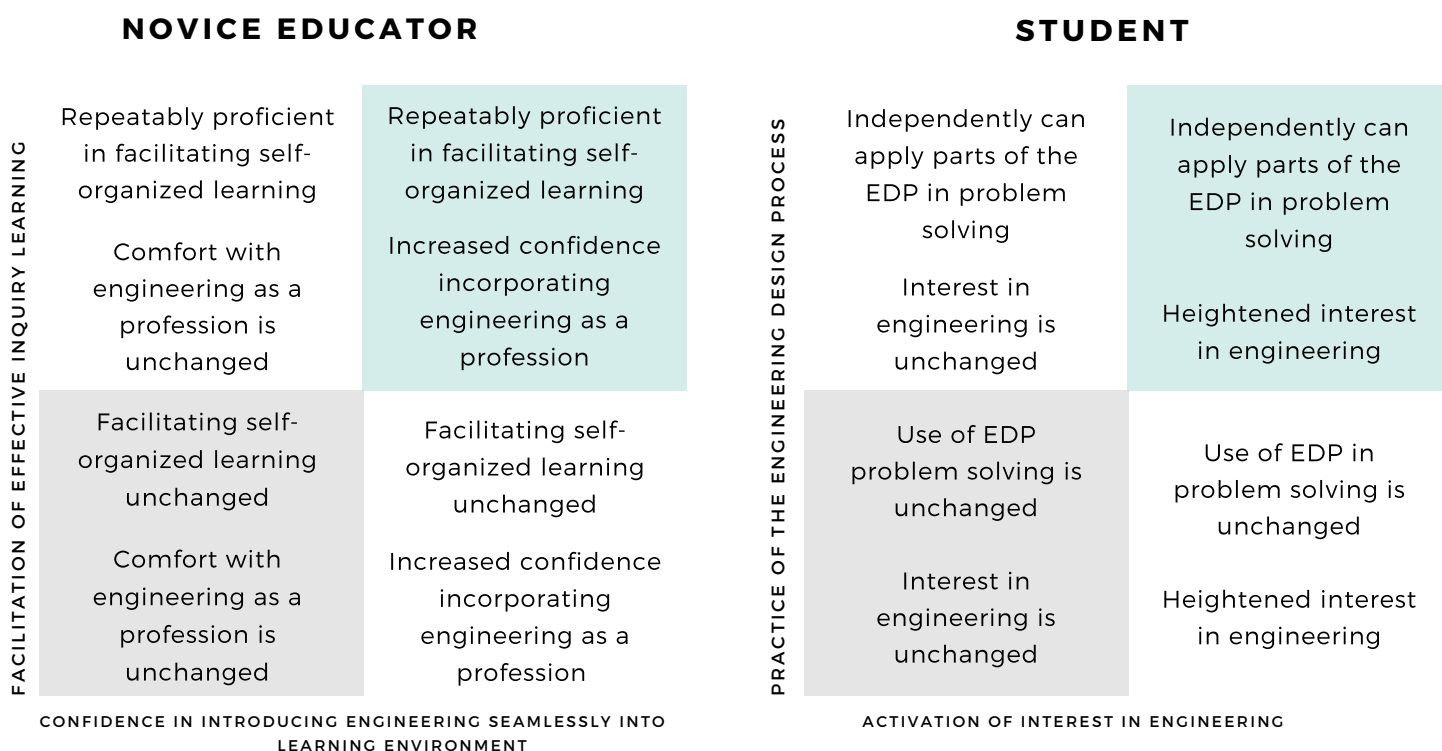 NOVICE EDUCATOR
FACILITATION OF EFFECTIVE INQUIRY LEARNING
Repeatably proficient
in facilitating self-
organized learning
Comfort with
engineering as a
profession is
unchanged
Repeatably proficient
in facilitating self-
organized learning
Increased confidence
incorporating
engineering as a
profession
Facilitating self-
organized learning
unchanged
Comfort with
engineering as a
profession is
unchanged
Facilitating self-
organized learning
unchanged
Increased confidence
incorporating
engineering as a
profession
CONFIDENCE IN INTRODUCING ENGINEERING SEAMLESSLY INTO
LEARNING ENVIRONMENT
STUDENT
PRACTICE OF THE ENGINEERING DESIGN PROCESS
Independently can
apply parts of the
EDP in problem
solving
Interest in
engineering is
unchanged
Independently can
apply parts of the
EDP in problem
solving
Heightened interest
in engineering
Use of EDP
problem solving is
unchanged
Interest in
engineering is
unchanged
Use of EDP in
problem solving is
unchanged
Heightened interest
in engineering
ACTIVATION OF INTEREST IN ENGINEERING